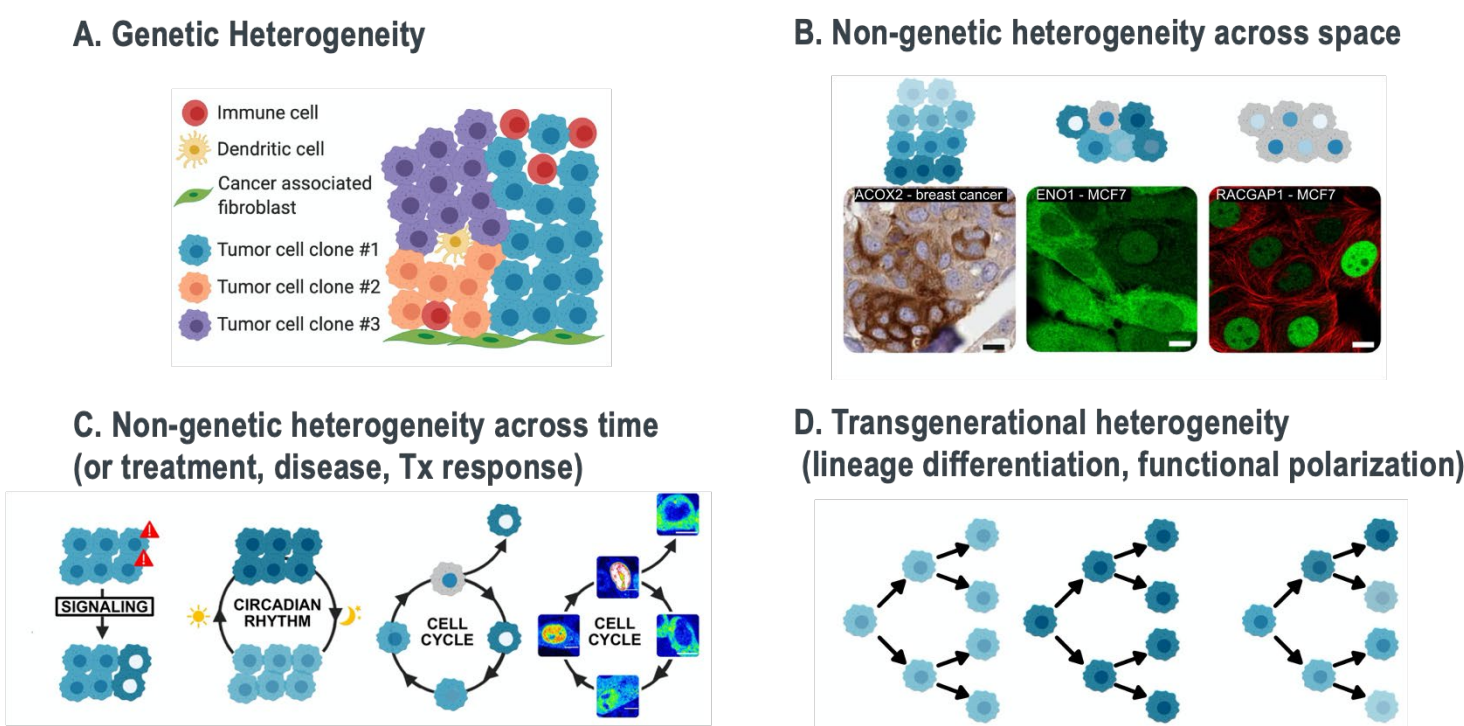 A. Genetic Heterogeneity
Immune cell
Dendritic cell
Cancer associated
fibroblast
Tumor cell clone #1
Tumor cell clone #2
Tumor cell clone #3
B. Non-genetic heterogeneity across space
ACOX2 - breast cancer
ENO1 - MCF7
RACGAP1 - MCF7
C. Non-genetic heterogeneity across time
(or treatment, disease, Tx response)
SIGNALING
CIRCADIAN
RHYTHM
CELL
CYCLE
CELL
CYCLE
D. Transgenerational heterogeneity
(lineage differentiation, functional polarization)